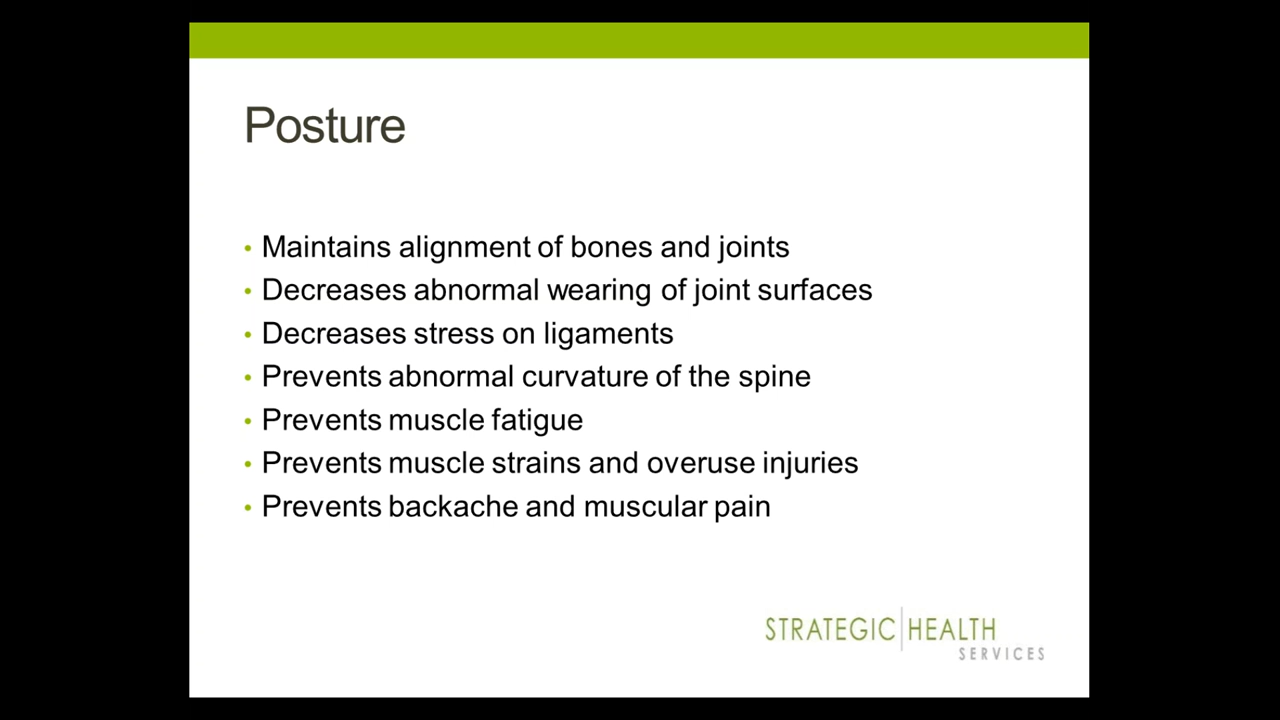 Posture
• Maintains alignment of bones and joints
• Decreases abnormal wearing of joint surfaces
• Decreases stress on ligaments
• Prevents abnormal curvature of the spine
• Prevents muscle fatigue
• Prevents muscle strains and overuse injuries
• Prevents backache and muscular pain
STRATEGIC HEALTH
SERVICES